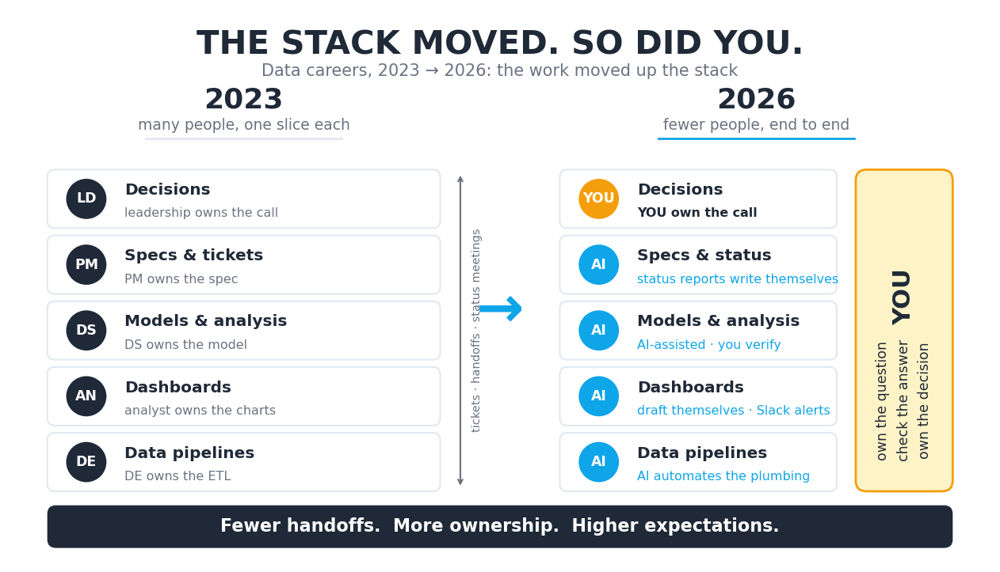 THE STACK MOVED. SO DID YOU.
Data careers, 2023 → 2026: the work moved up the stack
2023
many people, one slice each
LD
Decisions
leadership owns the call
PM
Specs & tickets
PM owns the spec
DS
Models & analysis
DS owns the model
AN
Dashboards
analyst owns the charts
DE
Data pipelines
DE owns the ETL
tickets · handoffs · status meetings
2026
fewer people, end to end
YOU
Decisions
YOU own the call
AI
Specs & status
status reports write themselves
AI
Models & analysis
AI-assisted · you verify
AI
Dashboards
draft themselves · Slack alerts
AI
Data pipelines
AI automates the plumbing
YOU
own the question
check the answer
own the decision
Fewer handoffs.  More ownership.  Higher expectations.